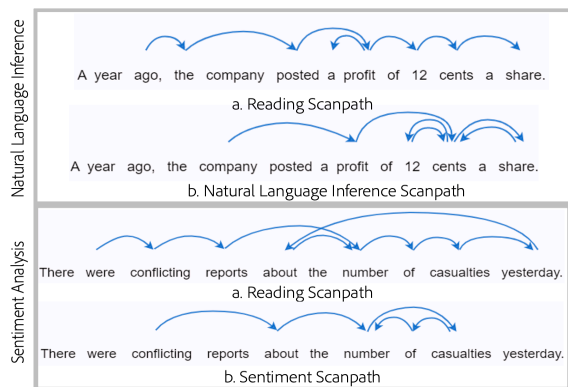 Natural Language Inference
A year ago, the company posted a profit of 12 cents a share.
a. Reading Scanpath
A year ago, the company posted a profit of 12 cents a share.
b. Natural Language Inference Scanpath
Sentiment Analysis
There were conflicting reports about the number of casualties yesterday.
a. Reading Scanpath
There were conflicting reports about the number of casualties yesterday.
b. Sentiment Scanpath